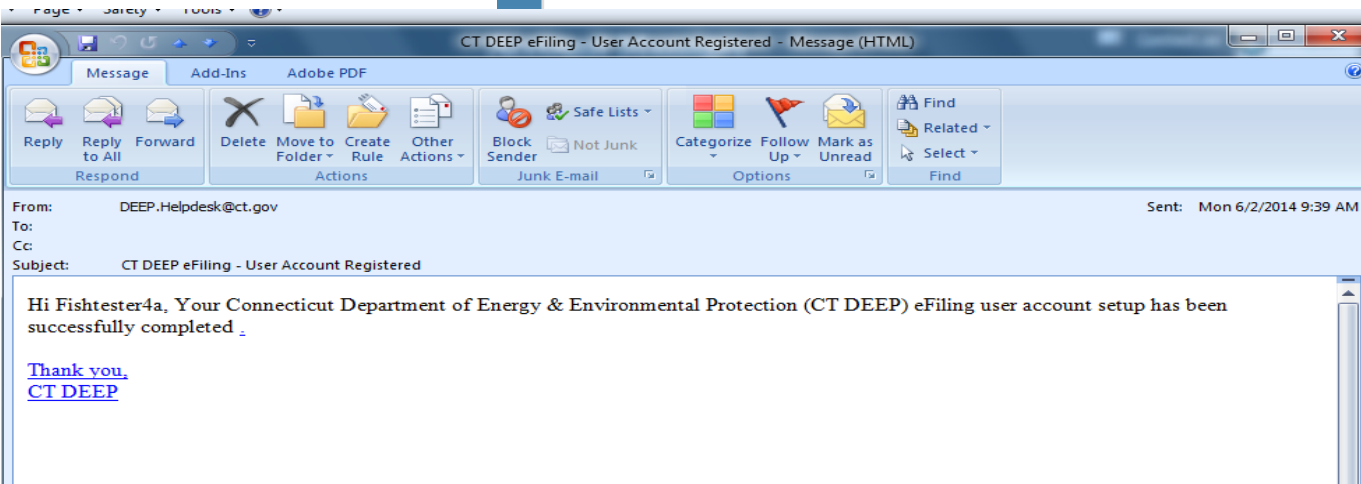 Page Safety Tools
CT DEEP eFiling - User Account Registered - Message (HTML)
Message Add-Ins Adobe PDF
Reply Reply to All Forward Delete Move to Folder Create Rule Other Actions Block Sender Safe Lists Not Junk Categorize Follow Up Mark as Unread Find Related Select
Respond Actions Junk E-mail Options Find
From: DEEP.Helpdesk@ct.gov Sent: Mon 6/2/2014 9:39 AM
To:
Cc:
Subject: CT DEEP eFiling - User Account Registered
Hi Fishtester4a, Your Connecticut Department of Energy & Environmental Protection (CT DEEP) eFiling user account setup has been
successfully completed .
Thank you,
CT DEEP